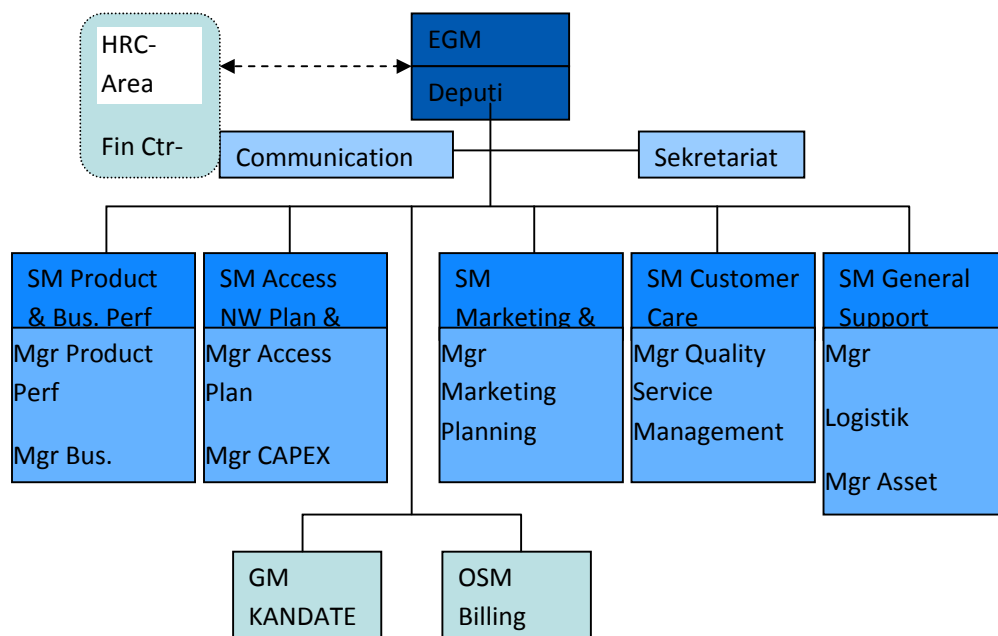 HRC-
Area
Fin Ctr-
EGM
Deputi
Communication
Sekretariat
SM Product
& Bus. Perf
Mgr Product
Perf
Mgr Bus.
SM Access
NW Plan &
Mgr Access
Plan
Mgr CAPEX
SM
Marketing &
Mgr
Marketing
Planning
SM Customer
Care
Mgr Quality
Service
Management
SM General
Support
Mgr
Logistik
Mgr Asset
GM
KANDATE
OSM
Billing